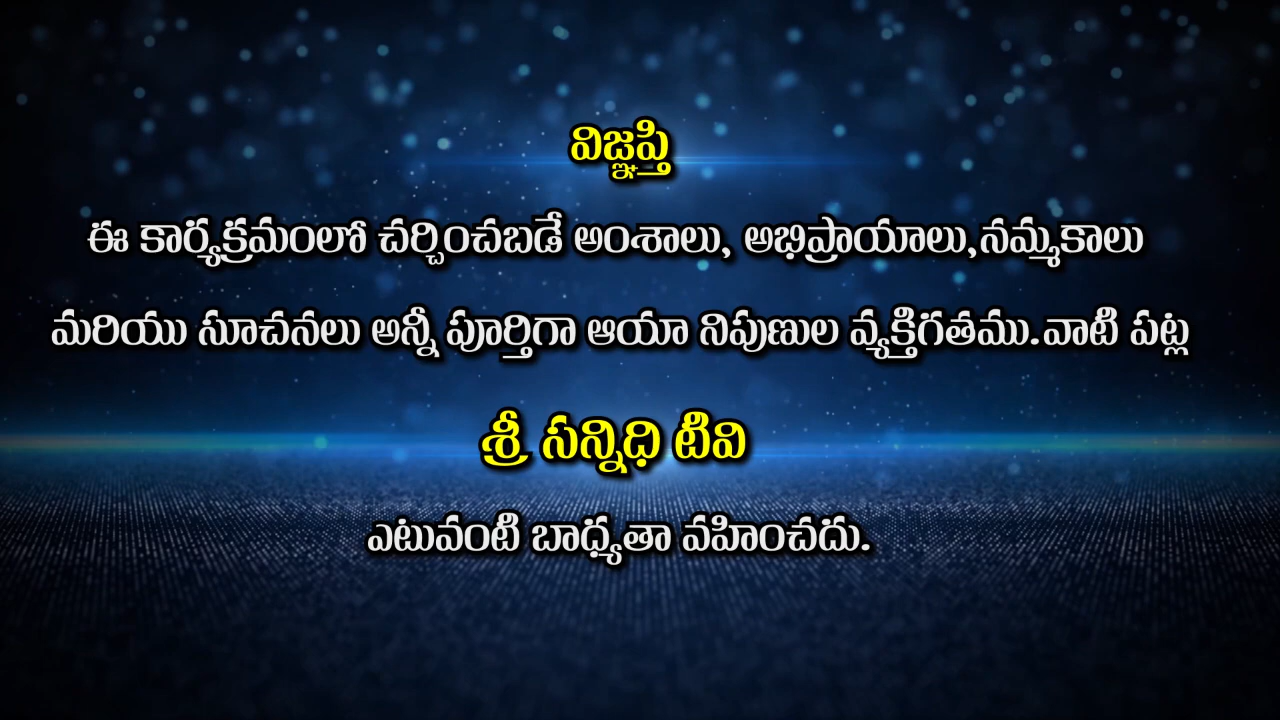 విజ్ఞప్తి
ఈ కార్యక్రమంలో చర్చించబడే అంశాలు, అభిప్రాయాలు,నమ్మకాలు
మరియు సూచనలు అన్నీ పూర్తిగా ఆయా నిపుణుల వ్యక్తిగతము.వాటి పట్ల
శ్రీ సన్నిధి టివి
ఎటువంటి బాధ్యతా వహించదు.